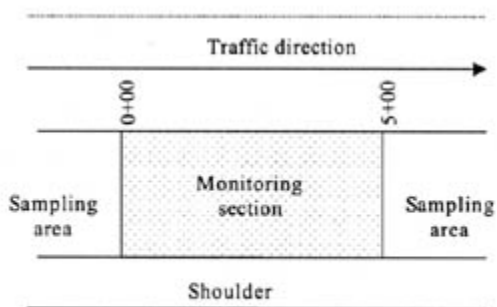 Traffic direction
0+00
5+00
Monitoring
section
Sampling
area
Sampling
area
Shoulder